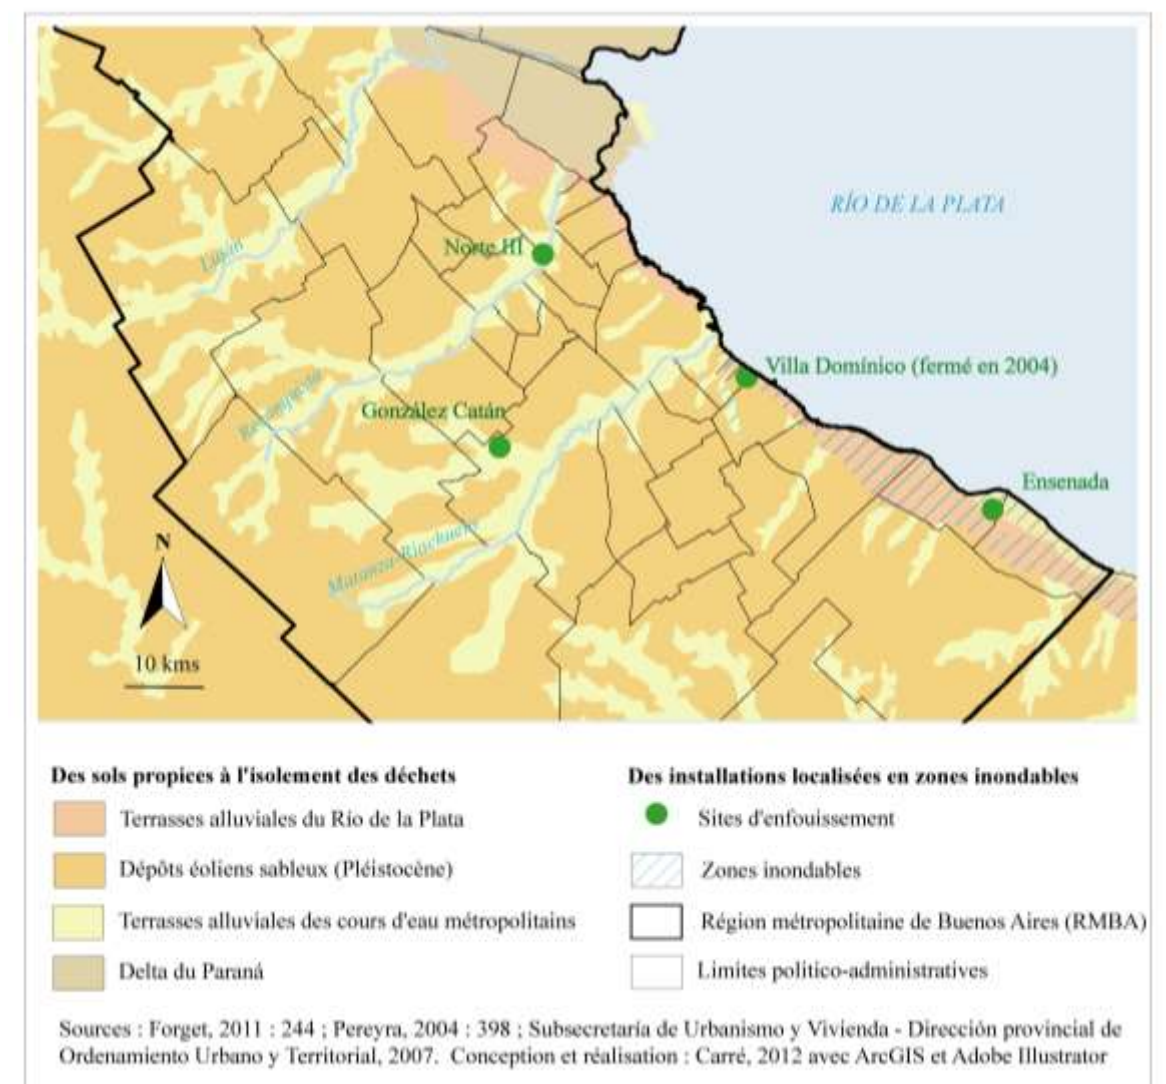 RÍO DE LA PLATA
Luján
Norte III
Villa Domínico (fermé en 2004)
Reconquista
González Catán
Ensenada
Matanza-Riachuelo
N
10 kms
Des sols propices à l'isolement des déchets
Terrasses alluviales du Río de la Plata
Dépôts éoliens sableux (Pléistocène)
Terrasses alluviales des cours d'eau métropolitains
Delta du Paraná
Des installations localisées en zones inondables
Sites d'enfouissement
Zones inondables
Région métropolitaine de Buenos Aires (RMBA)
Limites politico-administratives
Sources : Forget, 2011 : 244 ; Pereyra, 2004 : 398 ; Subsecretaría de Urbanismo y Vivienda - Dirección provincial de
Ordenamiento Urbano y Territorial, 2007. Conception et réalisation : Carré, 2012 avec ArcGIS et Adobe Illustrator